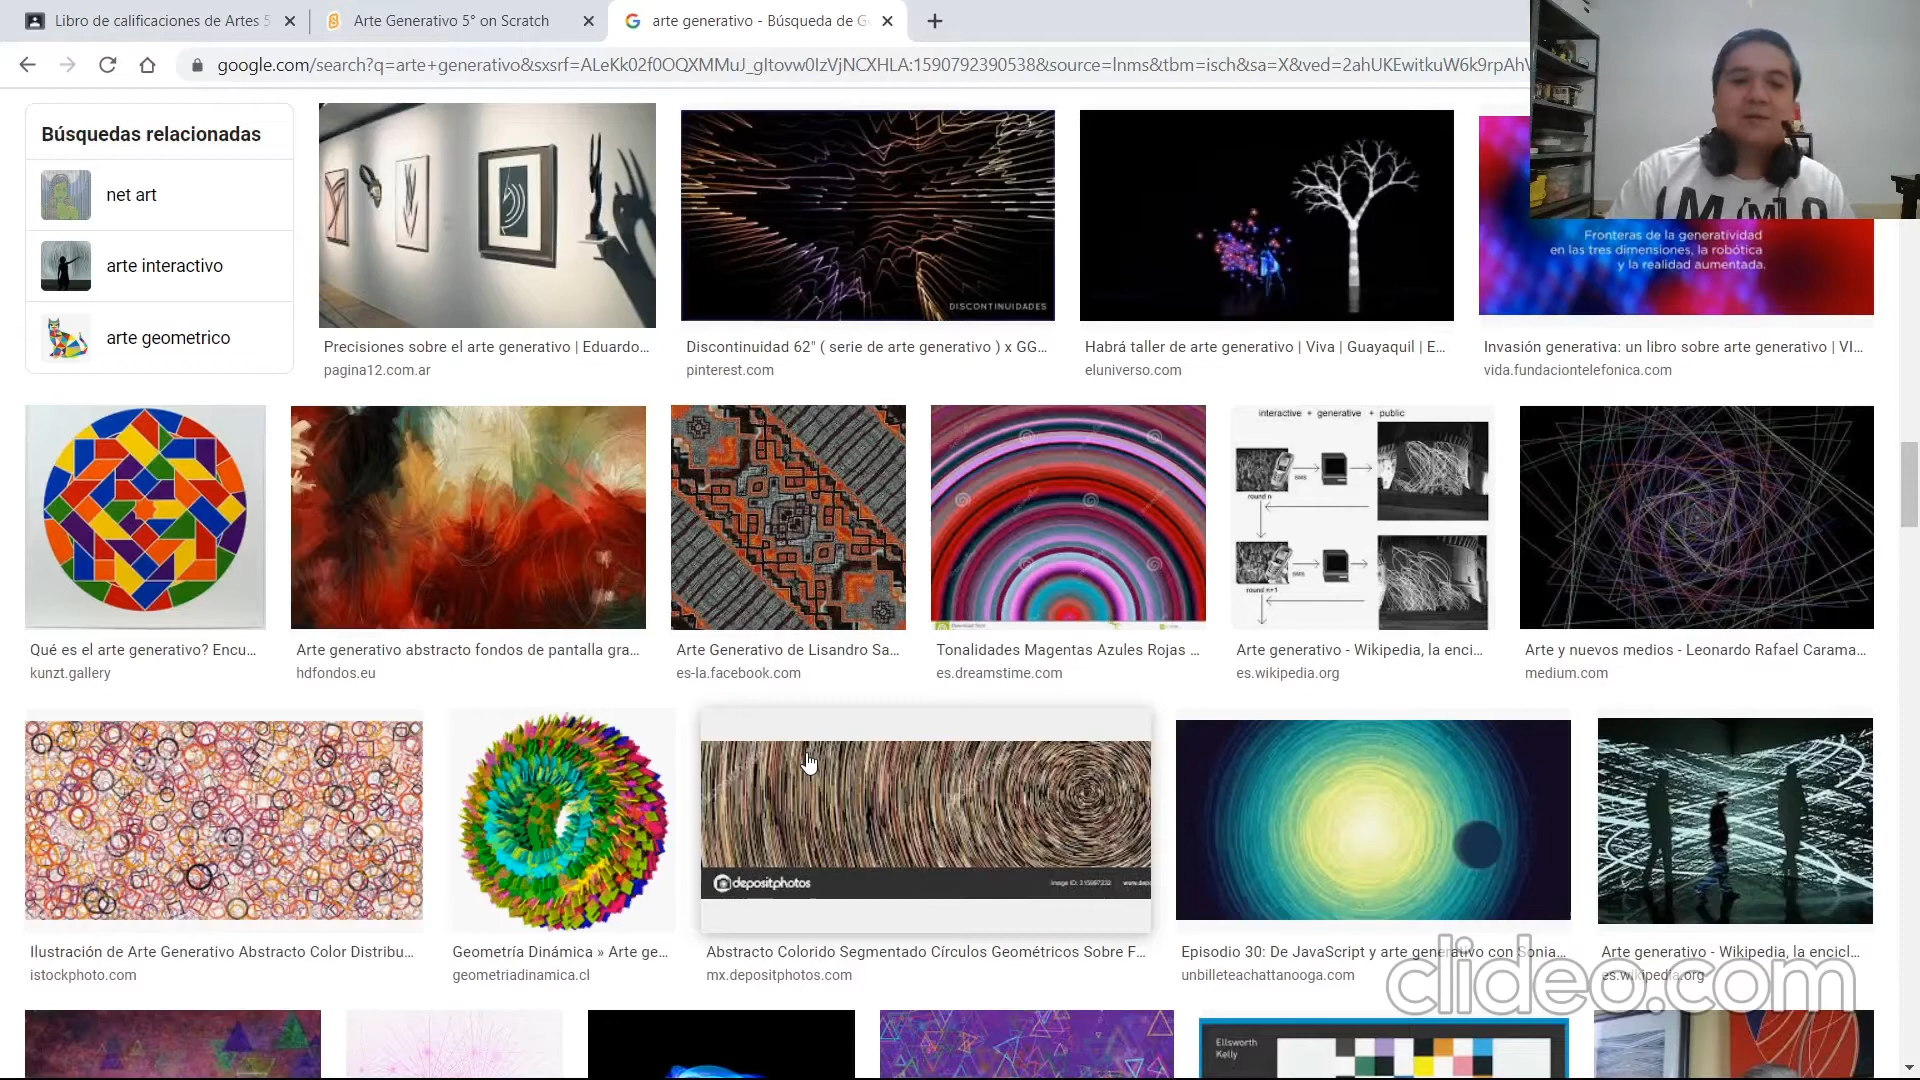 Libro de calificaciones de Artes 5
Arte Generativo 5° on Scratch
arte generativo - Búsqueda de G
google.com/search?q=arte+generativo&sxsrf=ALeKk02f0OQXMMuJ_gItovw0IzVjNCXHLA:1590792390538&source=lnms&tbm=isch&sa=X&ved=2ahUKEwitkuW6k9rpAhV
Búsquedas relacionadas
net art
arte interactivo
arte geometrico
DISCONTINUIDADES
Fronteras de la generatividad
en las tres dimensiones, la robótica
y la realidad aumentada.
Precisiones sobre el arte generativo | Eduardo...
pagina12.com.ar
Discontinuidad 62" ( serie de arte generativo ) x GG...
pinterest.com
Habrá taller de arte generativo | Viva | Guayaquil | E...
eluniverso.com
Invasión generativa: un libro sobre arte generativo | VI...
vida.fundaciontelefonica.com
interactive + generative + public
SMS
round n
SMS
round n+1
Qué es el arte generativo? Encu...
kunzt.gallery
Arte generativo abstracto fondos de pantalla gra...
hdfondos.eu
Arte Generativo de Lisandro Sa...
es-la.facebook.com
Tonalidades Magentas Azules Rojas ...
es.dreamstime.com
Arte generativo - Wikipedia, la enci...
es.wikipedia.org
Arte y nuevos medios - Leonardo Rafael Carama...
medium.com
depositphotos
Ilustración de Arte Generativo Abstracto Color Distribu...
istockphoto.com
Geometría Dinámica » Arte ge...
geometriadinamica.cl
Abstracto Colorido Segmentado Círculos Geométricos Sobre F...
mx.depositphotos.com
Episodio 30: De JavaScript y arte generativo con Sonia...
unbilleteachattanooga.com
Arte generativo - Wikipedia, la encicl...
es.wikipedia.org
clideo.com
Ellsworth
Kelly